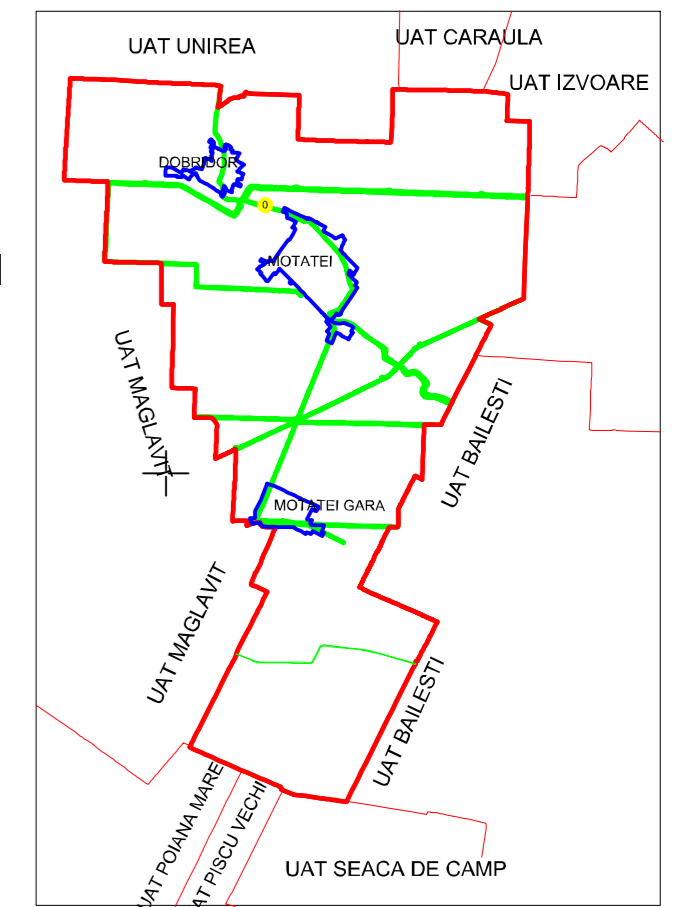 UAT UNIREA
UAT CARAULA
UAT IZVOARE
DOBRIDOR
0
MOTATEI
UAT MAGLAVIT
UAT BAILESTI
MOTATEI GARA
UAT MAGLAVIT
UAT BAILESTI
UAT POIANA MARE
AT PISCU VECHI
UAT SEACA DE CAMP